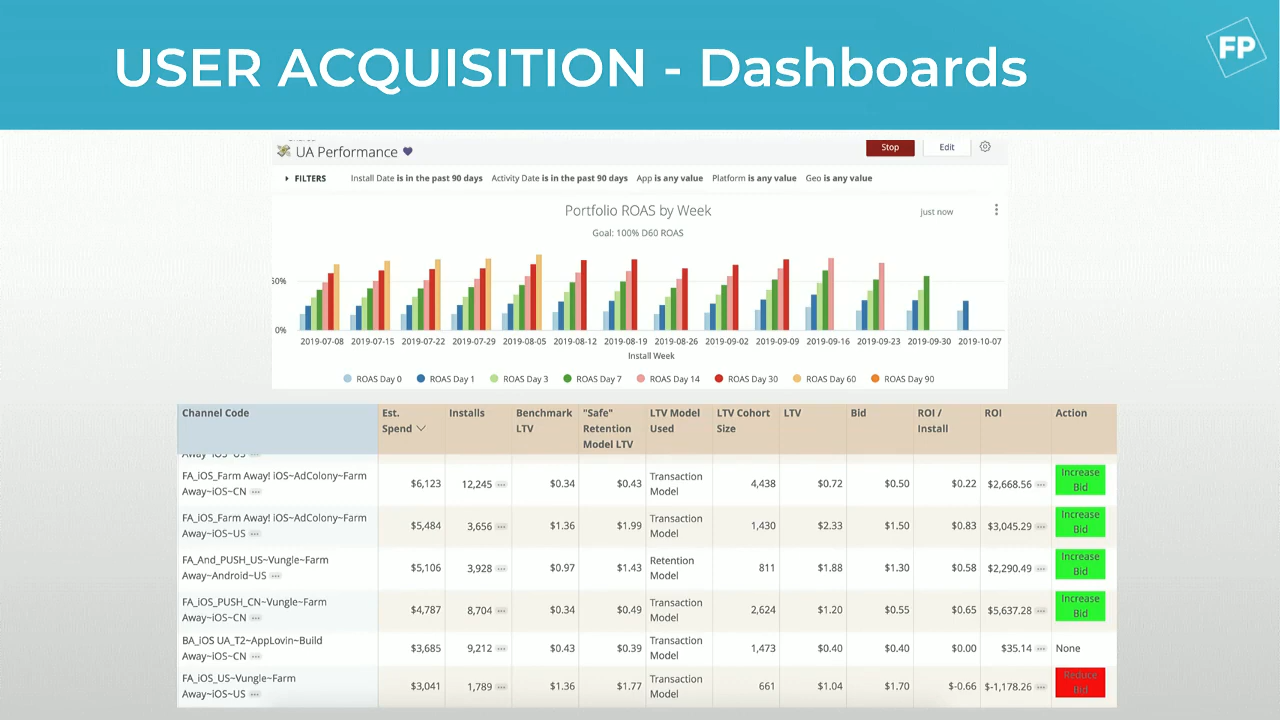 USER ACQUISITION - Dashboards
FP
UA Performance
Stop
Edit
FILTERS
Install Date is in the past 90 days
Activity Date is in the past 90 days
App is any value
Platform is any value
Geo is any value
Portfolio ROAS by Week
Just now
Goal: 100% D60 ROAS
50%
0%
2019-07-08 2019-07-15 2019-07-22 2019-07-29 2019-08-05 2019-08-12 2019-08-19 2019-08-26 2019-09-02 2019-09-09 2019-09-16 2019-09-23 2019-09-30 2019-10-07
Install Week
ROAS Day 0 ROAS Day 1 ROAS Day 3 ROAS Day 7 ROAS Day 14 ROAS Day 30 ROAS Day 60 ROAS Day 90
Channel Code Est. Installs Benchmark "Safe" LTV Model LTV Cohort LTV Bid ROI / ROI Action
Spend LTV Retention Used Size Install
Model LTV
Away~iOS~US
FA_iOS_Farm Away! iOS~AdColony~Farm
Away~iOS~CN
$6,123 12,245 $0.34 $0.43
Transaction
Model
4,438 $0.72 $0.50 $0.22 $2,668.56
Increase
Bid
FA_iOS_Farm Away! iOS~AdColony~Farm
Away~iOS~US
$5,484 3,656 $1.36 $1.99
Transaction
Model
1,430 $2.33 $1.50 $0.83 $3,045.29
Increase
Bid
FA_And_PUSH_US~Vungle~Farm
Away~Android~US
$5,106 3,928 $0.97 $1.43
Retention
Model
811 $1.88 $1.30 $0.58 $2,290.49
Increase
Bid
FA_iOS_PUSH_CN~Vungle~Farm
Away~iOS~CN
$4,787 8,704 $0.34 $0.49
Transaction
Model
2,624 $1.20 $0.55 $0.65 $5,637.28
Increase
Bid
BA_iOS UA_T2~AppLovin~Build
Away~iOS~CN
$3,685 9,212 $0.43 $0.39
Transaction
Model
1,473 $0.40 $0.40 $0.00 $35.14
None
FA_iOS_US~Vungle~Farm
Away~iOS~US
$3,041 1,789 $1.36 $1.77
Transaction
Model
661 $1.04 $1.70 $-0.66 $-1,178.26
Reduce
Bid